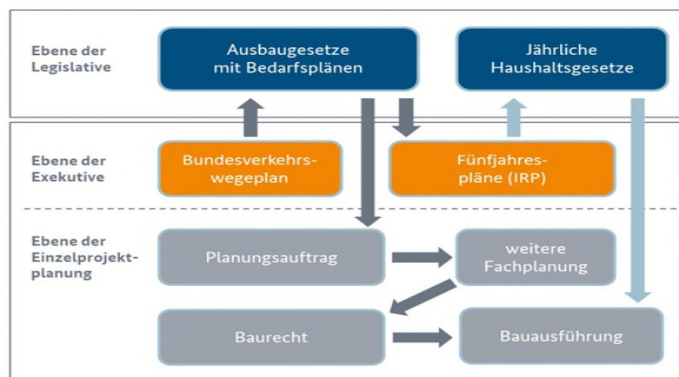 Ebene der
Legislative
Ausbaugesetze
mit Bedarfsplänen
Jährliche
Haushaltsgesetze
Ebene der
Exekutive
Bundesverkehrs-
wegeplan
Fünfjahres-
pläne (IRP)
Ebene der
Einzelprojekt-
planung
Planungsauftrag
weitere
Fachplanung
Baurecht
Bauausführung